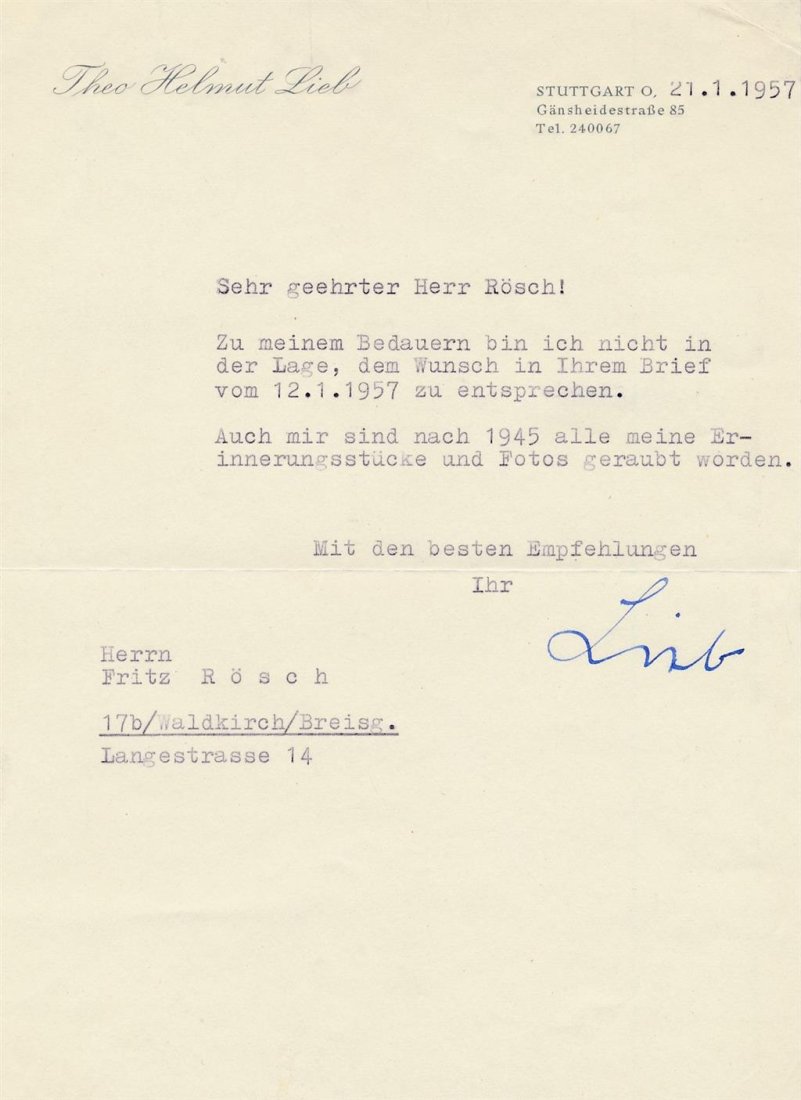 Theo Helmut Lieb
STUTTGART O, 21.1.1957
Gänsheidestraße 85
Tel. 240067
Sehr geehrter Herr Rösch!
Zu meinem Bedauern bin ich nicht in
der Lage, dem Wunsch in Ihrem Brief
vom 12.1.1957 zu entsprechen.
Auch mir sind nach 1945 alle meine Er-
innerungsstücke und Fotos geraubt worden.
Mit den besten Empfehlungen
Ihr
Lieb
Herrn
Fritz R ö s c h
17b/Waldkirch/Breisg.
Langestrasse 14